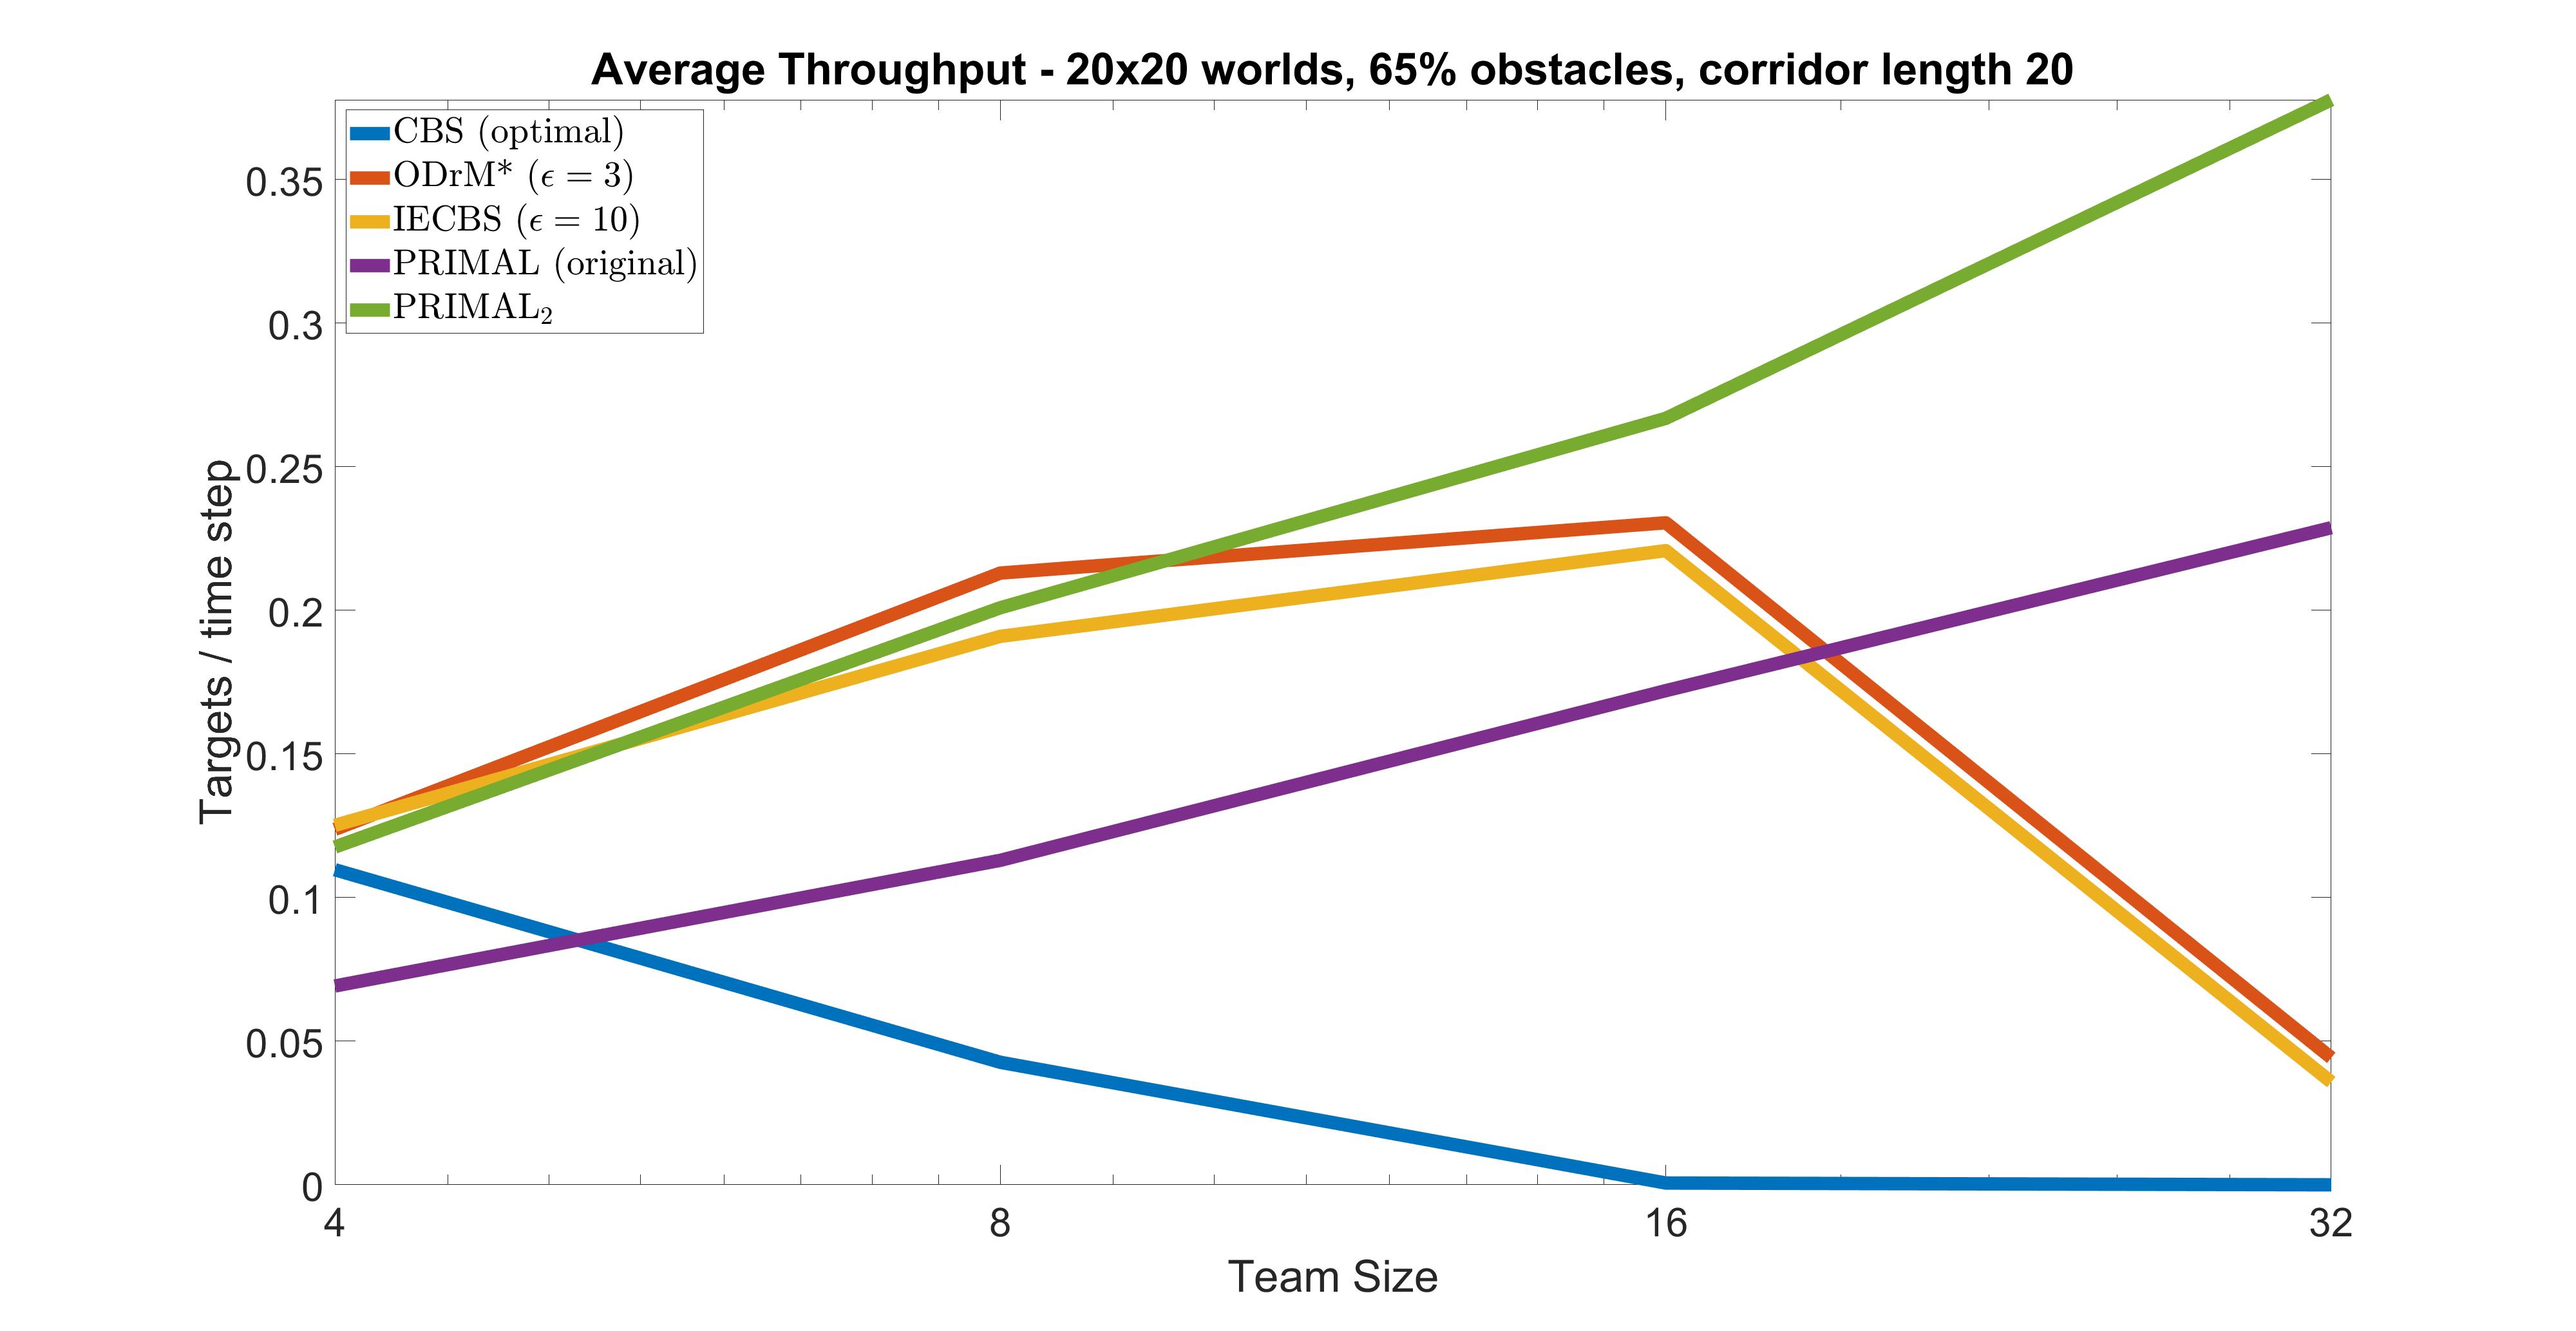 Average Throughput - 20x20 worlds, 65% obstacles, corridor length 20
CBS (optimal)
ODrM* (ϵ = 3)
IECBS (ϵ = 10)
PRIMAL (original)
PRIMAL₂
Targets / time step
0.35
0.3
0.25
0.2
0.15
0.1
0.05
0
4 8 16 32
Team Size